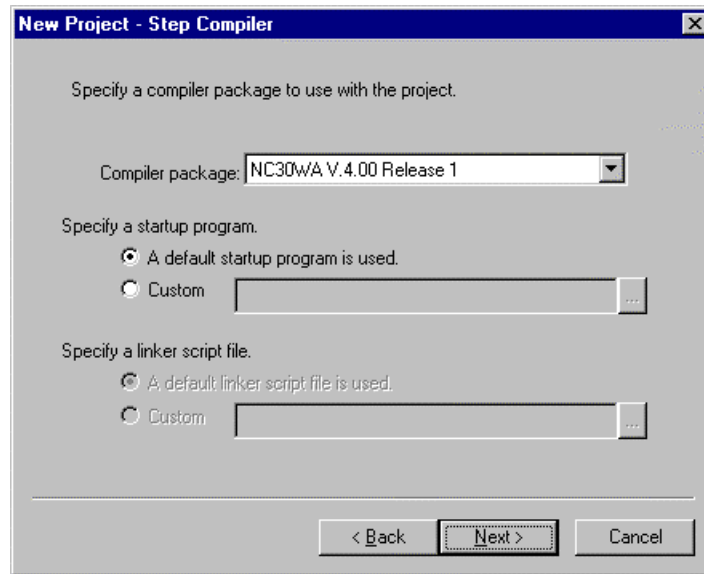 New Project - Step Compiler
Specify a compiler package to use with the project.
Compiler package: NC30WA V.4.00 Release 1
Specify a startup program.
A default startup program is used.
Custom ...
Specify a linker script file.
A default linker script file is used.
Custom ...
< Back Next > Cancel